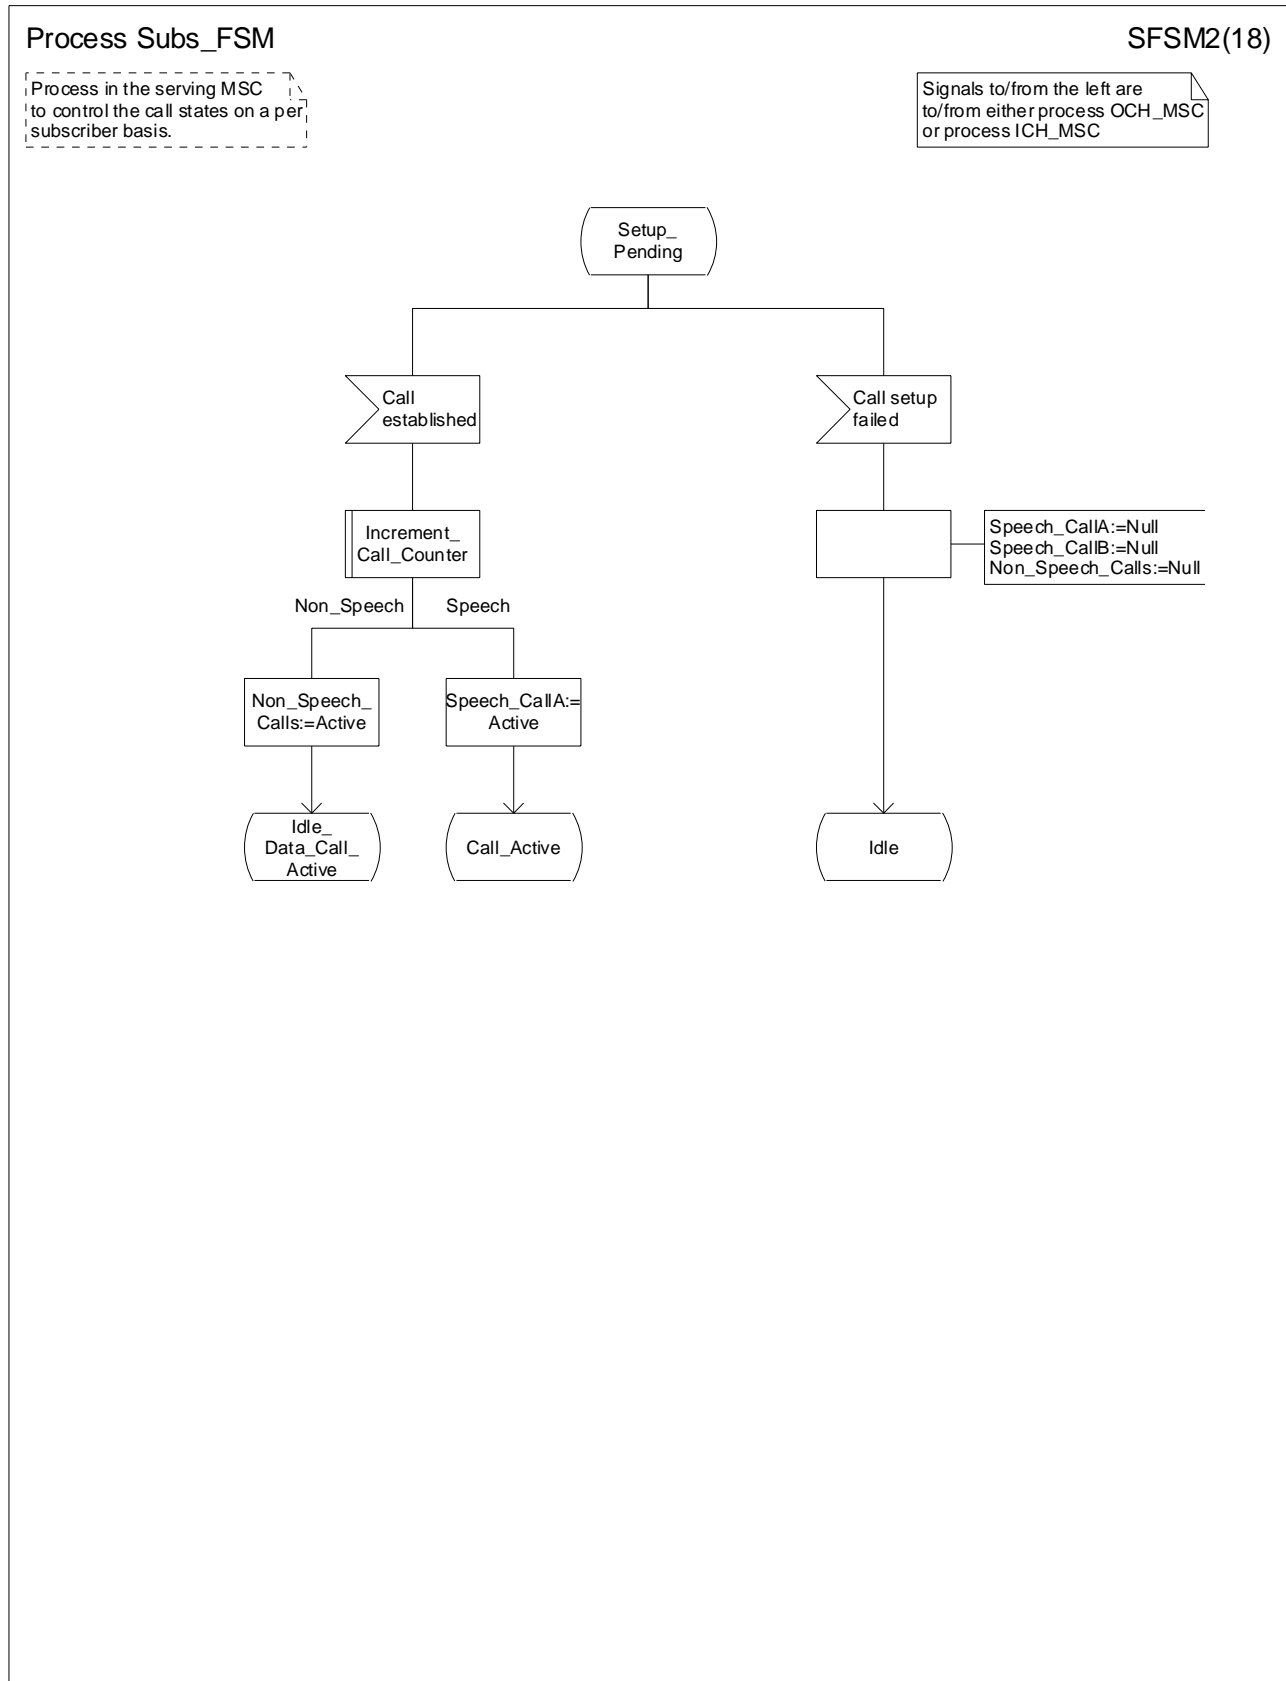 Process Subs_FSM
SFSM2(18)
Process in the serving MSC
to control the call states on a per
subscriber basis.
Signals to/from the left are
to/from either process OCH_MSC
or process ICH_MSC
Setup_
Pending
Call
established
Call setup
failed
Increment_
Call_Counter
Speech_CallA:=Null
Speech_CallB:=Null
Non_Speech_Calls:=Null
Non_Speech
Speech
Non_Speech_
Calls:=Active
Speech_CallA:=
Active
Idle_
Data_Call_
Active
Call_Active
Idle